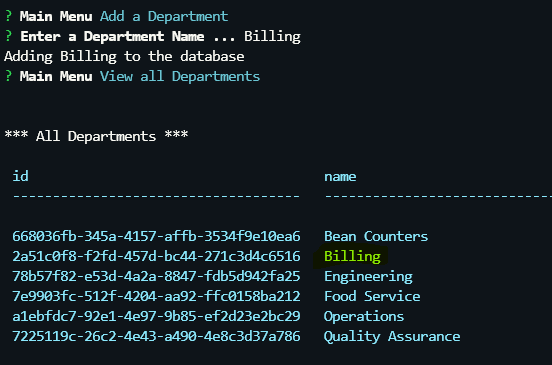 ? Main Menu Add a Department
? Enter a Department Name ... Billing
Adding Billing to the database
? Main Menu View all Departments
*** All Departments ***
id name
------------------------------------ -----------------------------
668036fb-345a-4157-affb-3534f9e10ea6 Bean Counters
2a51c0f8-f2fd-457d-bc44-271c3d4c6516 Billing
78b57f82-e53d-4a2a-8847-fdb5d942fa25 Engineering
7e9903fc-512f-4204-aa92-ffc0158ba212 Food Service
a1ebfdc7-92e1-4e97-9b85-ef2d23e2bc29 Operations
7225119c-26c2-4e43-a490-4e8c3d37a786 Quality Assurance